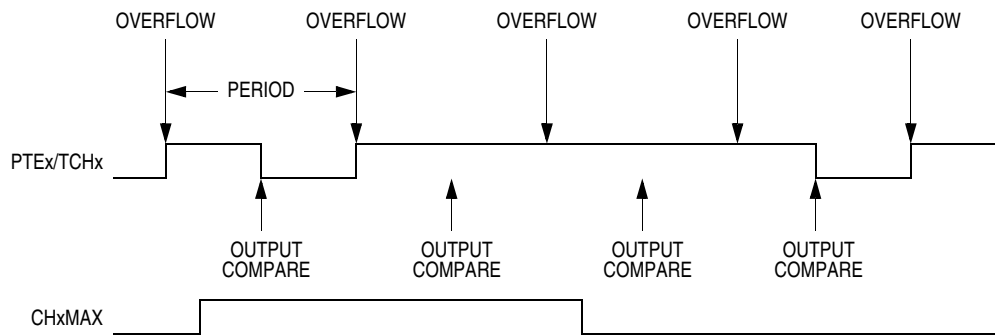 OVERFLOW OVERFLOW OVERFLOW OVERFLOW OVERFLOW
PERIOD
PTEx/TCHx
OUTPUT OUTPUT OUTPUT OUTPUT
COMPARE COMPARE COMPARE COMPARE
CHxMAX